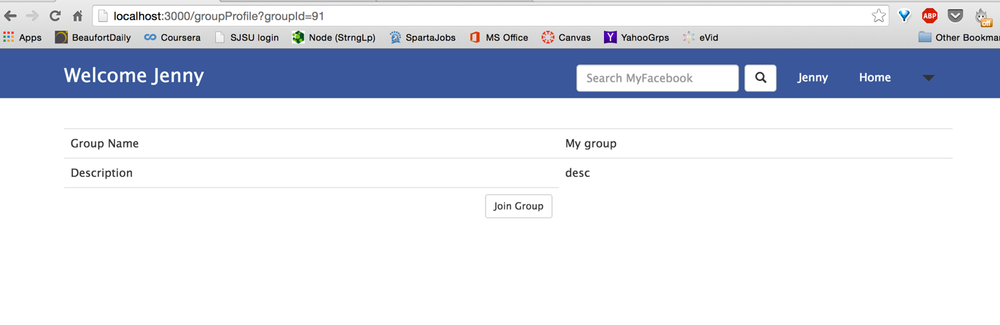 localhost:3000/groupProfile?groupId=91
ABP
off
Apps BeaufortDaily Coursera SJSU login Node (StrngLp) SpartaJobs MS Office Canvas Y YahooGrps eVid Other Bookmar
Welcome Jenny Search MyFacebook Jenny Home
Group Name My group
Description desc
Join Group